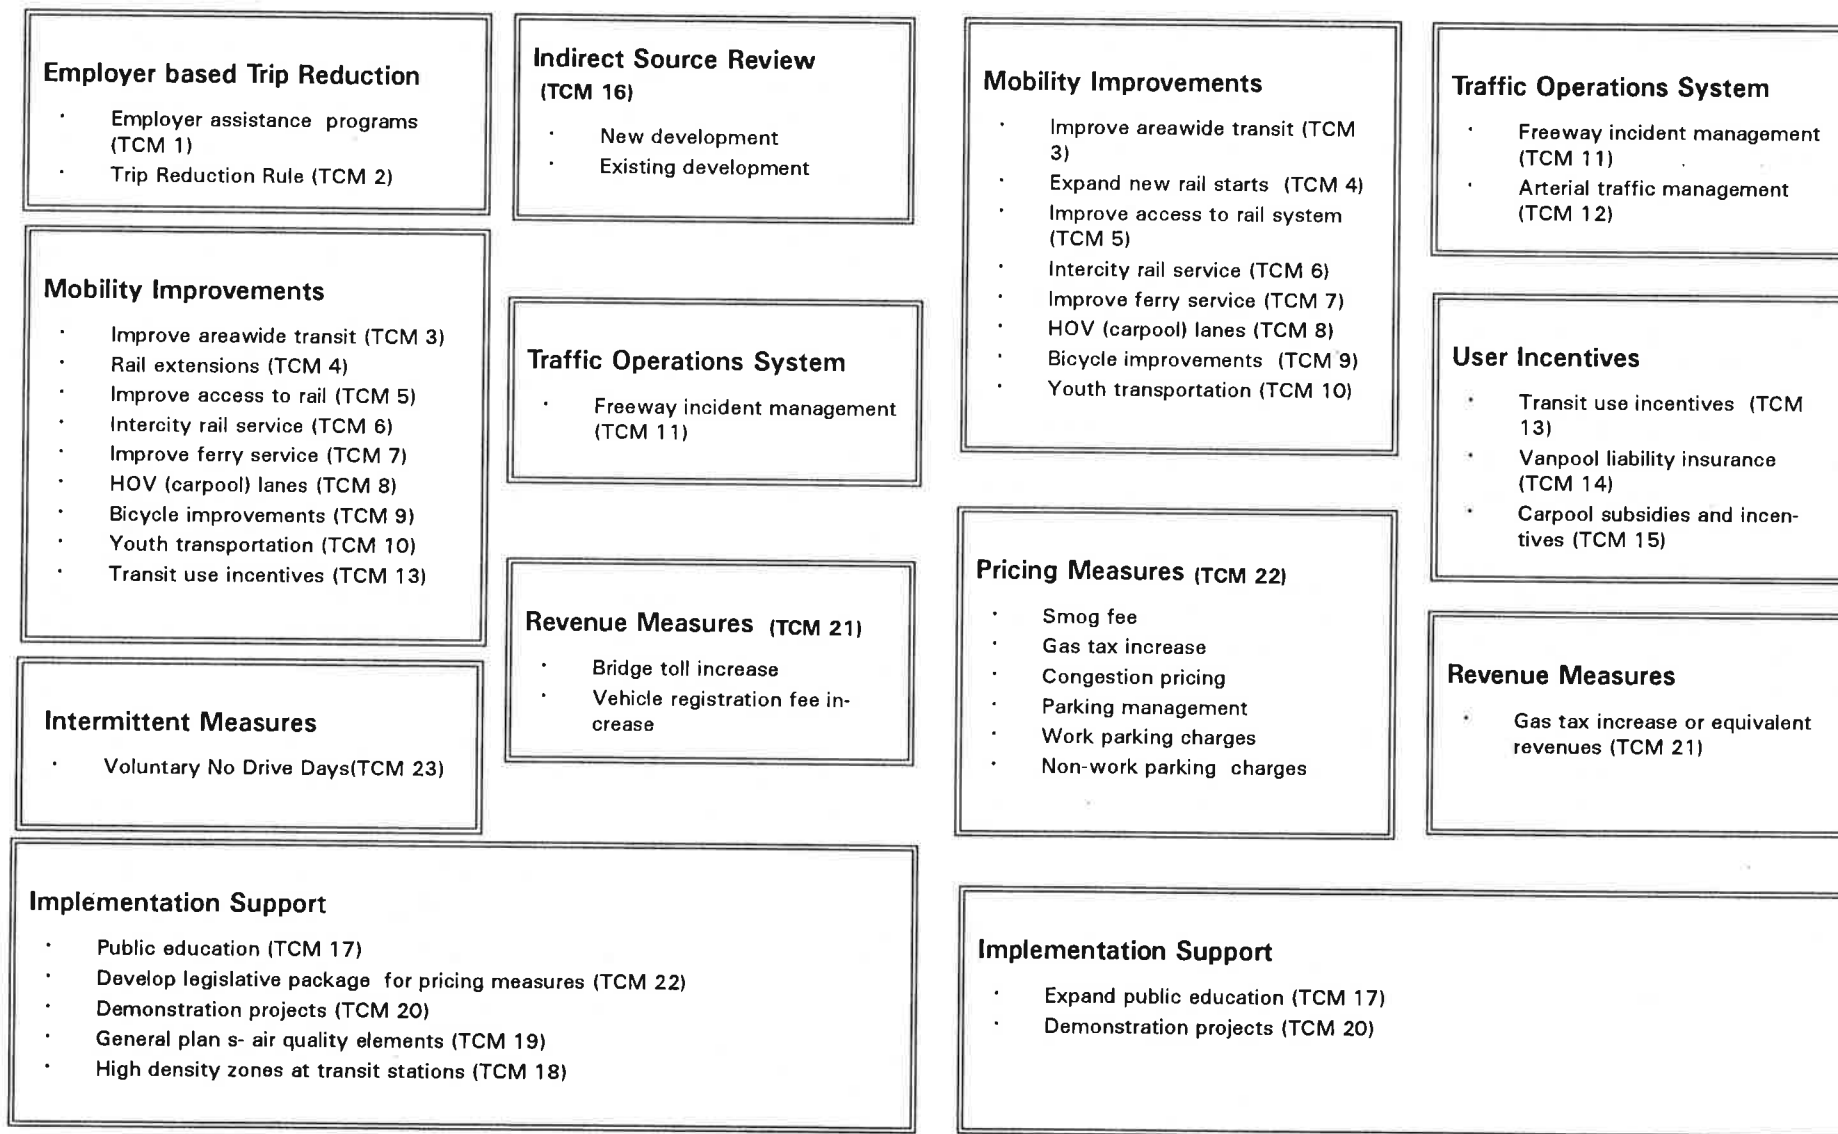 Employer based Trip Reduction
· Employer assistance programs
(TCM 1)
· Trip Reduction Rule (TCM 2)
Mobility Improvements
· Improve areawide transit (TCM 3)
· Rail extensions (TCM 4)
· Improve access to rail (TCM 5)
· Intercity rail service (TCM 6)
· Improve ferry service (TCM 7)
· HOV (carpool) lanes (TCM 8)
· Bicycle improvements (TCM 9)
· Youth transportation (TCM 10)
· Transit use incentives (TCM 13)
Intermittent Measures
· Voluntary No Drive Days(TCM 23)
Indirect Source Review
(TCM 16)
· New development
· Existing development
Traffic Operations System
· Freeway incident management
(TCM 11)
Revenue Measures (TCM 21)
· Bridge toll increase
· Vehicle registration fee in-
crease
Implementation Support
· Public education (TCM 17)
· Develop legislative package for pricing measures (TCM 22)
· Demonstration projects (TCM 20)
· General plan s- air quality elements (TCM 19)
· High density zones at transit stations (TCM 18)
Mobility Improvements
· Improve areawide transit (TCM
3)
· Expand new rail starts (TCM 4)
· Improve access to rail system
(TCM 5)
· Intercity rail service (TCM 6)
· Improve ferry service (TCM 7)
· HOV (carpool) lanes (TCM 8)
· Bicycle improvements (TCM 9)
· Youth transportation (TCM 10)
Pricing Measures (TCM 22)
· Smog fee
· Gas tax increase
· Congestion pricing
· Parking management
· Work parking charges
· Non-work parking charges
Traffic Operations System
· Freeway incident management
(TCM 11)
· Arterial traffic management
(TCM 12)
User Incentives
· Transit use incentives (TCM
13)
· Vanpool liability insurance
(TCM 14)
· Carpool subsidies and incen-
tives (TCM 15)
Revenue Measures
· Gas tax increase or equivalent
revenues (TCM 21)
Implementation Support
· Expand public education (TCM 17)
· Demonstration projects (TCM 20)